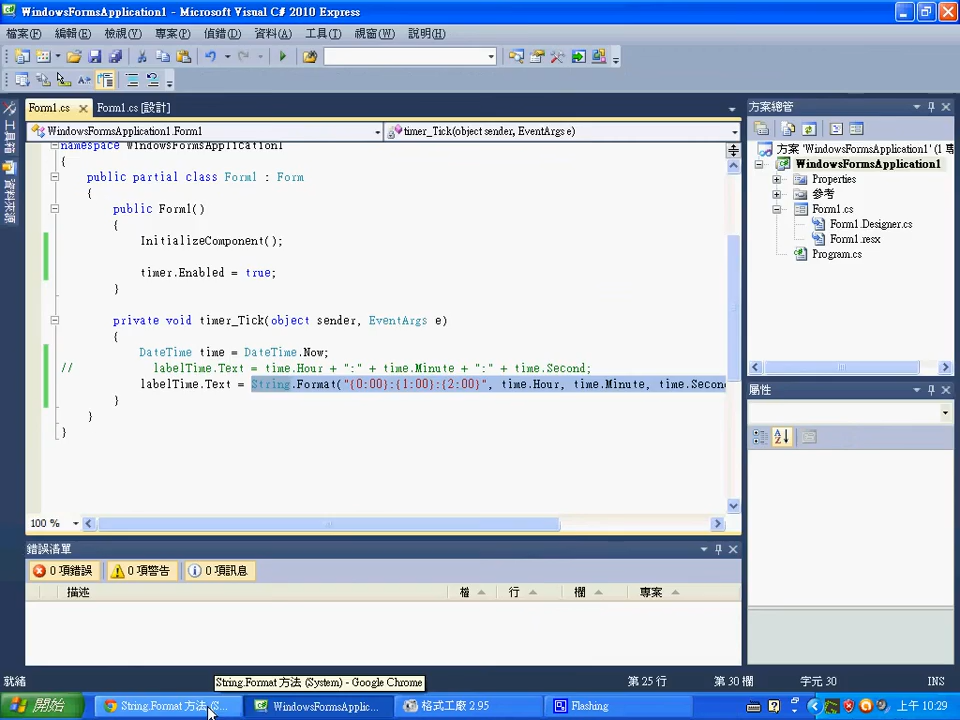 WindowsFormsApplication1 - Microsoft Visual C# 2010 Express
檔案(F) 編輯(E) 檢視(V) 專案(P) 偵錯(D) 資料(A) 工具(T) 視窗(W) 說明(H)
Form1.cs Form1.cs [設計]
WindowsFormsApplication1.Form1 timer_Tick(object sender, EventArgs e)
namespace WindowsFormsApplication1
{
public partial class Form1 : Form
{
public Form1()
{
InitializeComponent();
timer.Enabled = true;
}
private void timer_Tick(object sender, EventArgs e)
{
DateTime time = DateTime.Now;
// labelTime.Text = time.Hour + ":" + time.Minute + ":" + time.Second;
labelTime.Text = String.Format("{0:00}:{1:00}:{2:00}", time.Hour, time.Minute, time.Secon
}
}
}
100 %
工具箱
資料來源
方案總管
方案 'WindowsFormsApplication1' (1 專
WindowsFormsApplication1
Properties
參考
Form1.cs
Form1.Designer.cs
Form1.resx
Program.cs
屬性
錯誤清單
0 項錯誤 0 項警告 0 項訊息
描述 檔 行 欄 專案
就緒 第 25 行 第 30 欄 字元 30 INS
String.Format 方法 (System) - Google Chrome
開始 String.Format 方法 (S... WindowsFormsApplic... 格式工廠 2.95 Flashing 上午 10:29